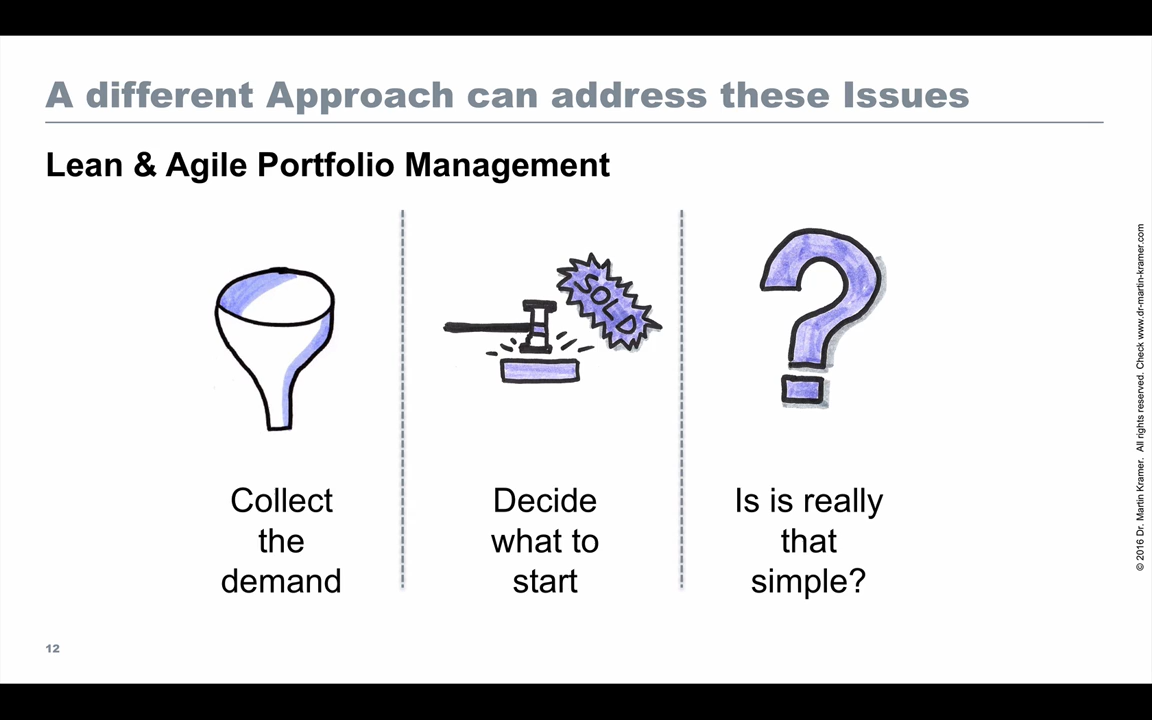 A different Approach can address these Issues
Lean & Agile Portfolio Management
SOLD
Collect
the
demand
Decide
what to
start
Is is really
that
simple?
12
© 2016 Dr. Martin Kramer.  All rights reserved. Check www.dr-martin-kramer.com